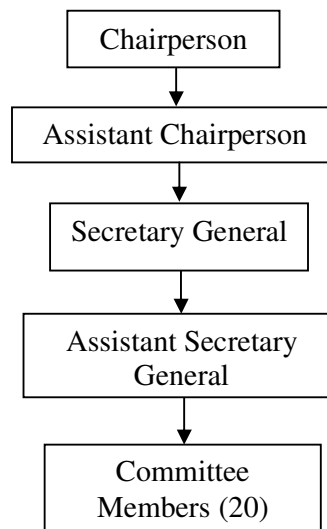 Chairperson
Assistant Chairperson
Secretary General
Assistant Secretary
General
Committee
Members (20)